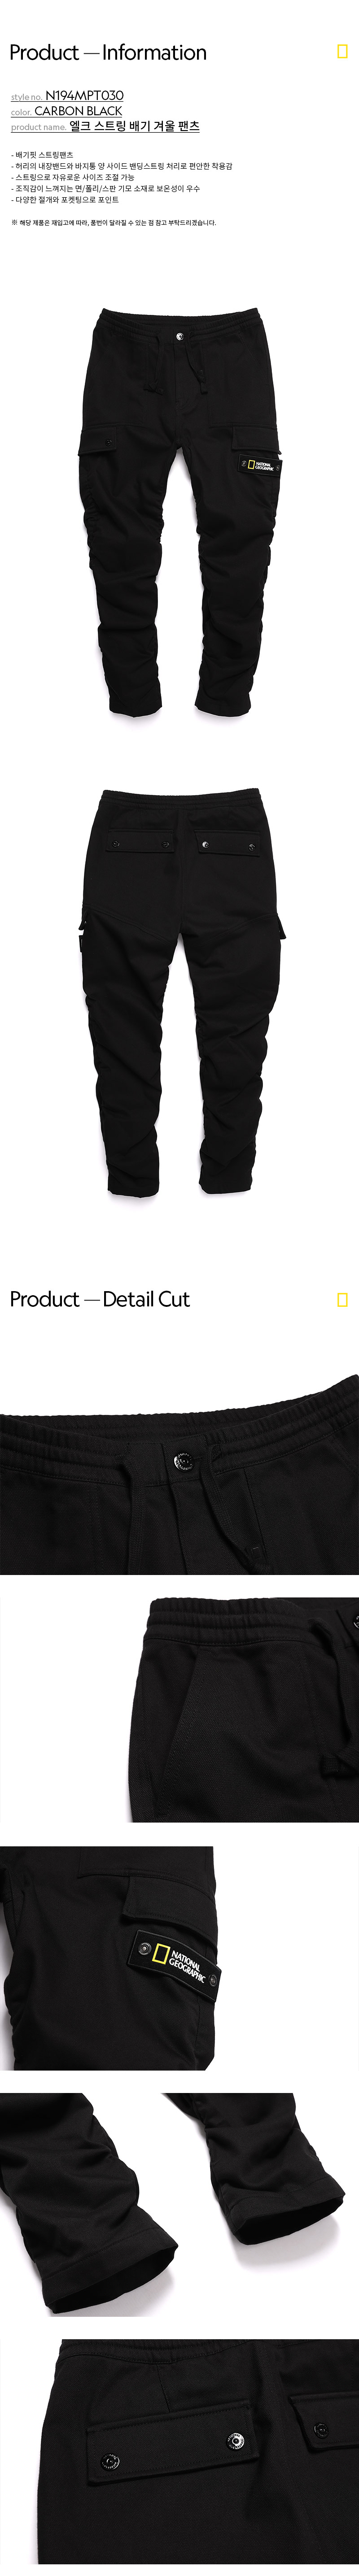 Product — Information
style no. N194MPT030
color. CARBON BLACK
product name. 엘크 스트링 배기 겨울 팬츠
- 배기핏 스트링팬츠
- 허리의 내장밴드와 바지통 양 사이드 밴딩스트링 처리로 편안한 착용감
- 스트링으로 자유로운 사이즈 조절 가능
- 조직감이 느껴지는 면/폴리/스판 기모 소재로 보온성이 우수
- 다양한 절개와 포켓팅으로 포인트
※ 해당 제품은 재입고에 따라, 품번이 달라질 수 있는 점 참고 부탁드리겠습니다.
NATIONAL
GEOGRAPHIC
Product — Detail Cut
NATIONAL
GEOGRAPHIC